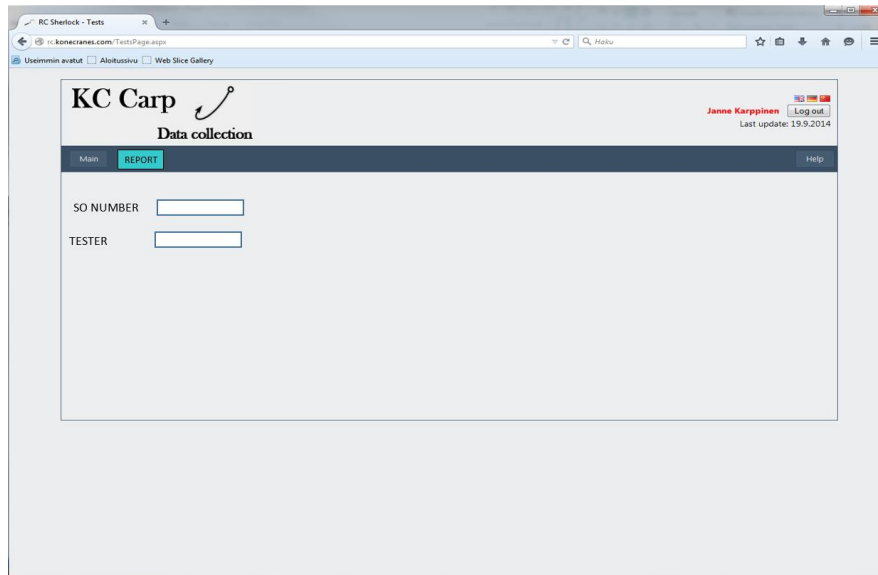 RC Sherlock - Tests
rc.konecranes.com/TestsPage.aspx
Haku
Useimmin avatut Aloitussivu Web Slice Gallery
KC Carp
Data collection
Janne Karppinen Log out
Last update: 19.9.2014
Main REPORT Help
SO NUMBER
TESTER